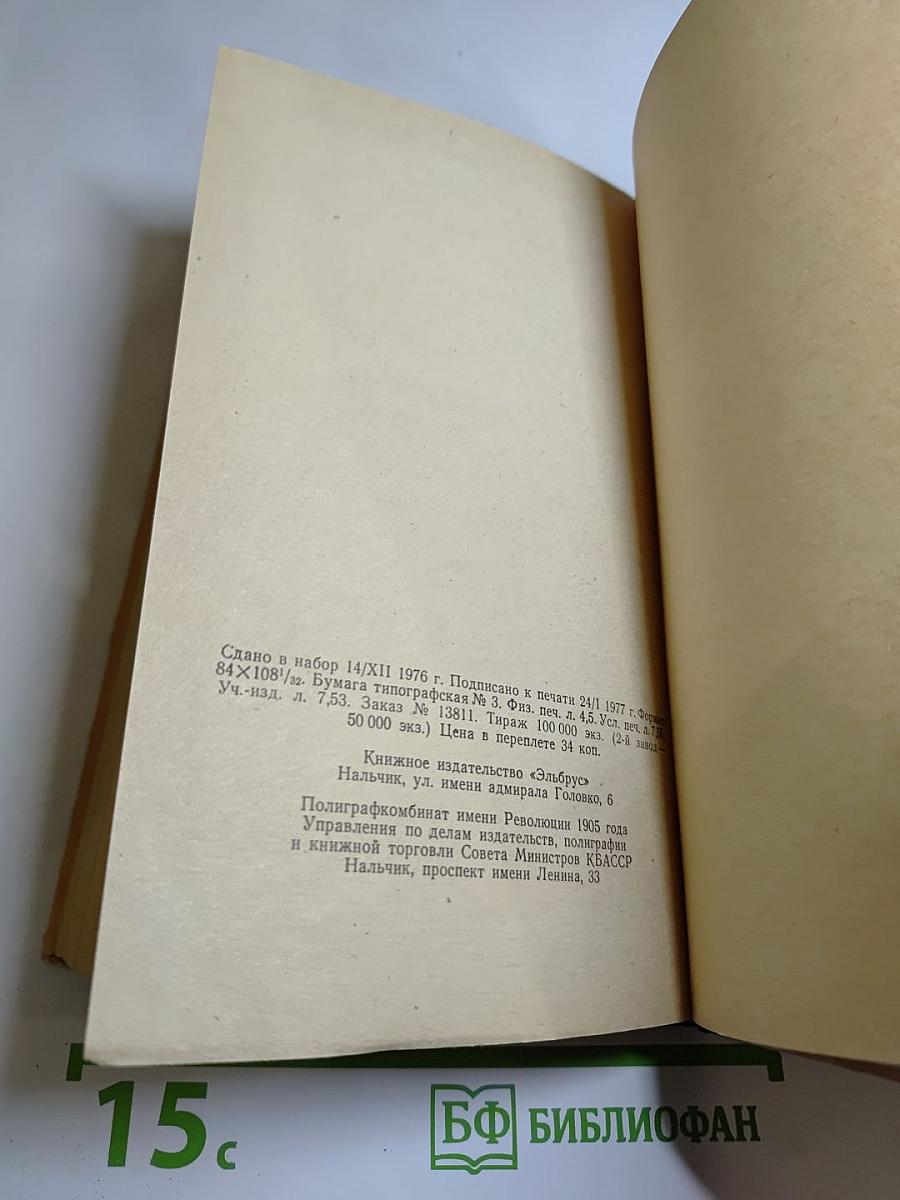 Сдано в набор 14/XII 1976 г. Подписано к печати 24/I 1977 г. Формат
84×108¹/₃₂. Бумага типографская № 3. Физ. печ. л. 4,5. Усл. печ. л. 7,56.
Уч.-изд. л. 7,53. Заказ № 13811. Тираж 100 000 экз. (2-й завод —
50 000 экз.) Цена в переплете 34 коп.
Книжное издательство «Эльбрус»
Нальчик, ул. имени адмирала Головко, 6
Полиграфкомбинат имени Революции 1905 года
Управления по делам издательств, полиграфии
и книжной торговли Совета Министров КБАССР
Нальчик, проспект имени Ленина, 33
15 с
БФ БИБЛИОФАН